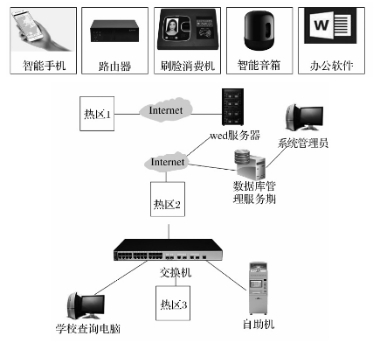 智能手机
路由器
刷脸消费机
智能音箱
办公软件
W
热区1
Internet
wed服务器
系统管理员
Internet
数据库管
理服务期
热区2
交换机
学校查询电脑
热区3
自助机